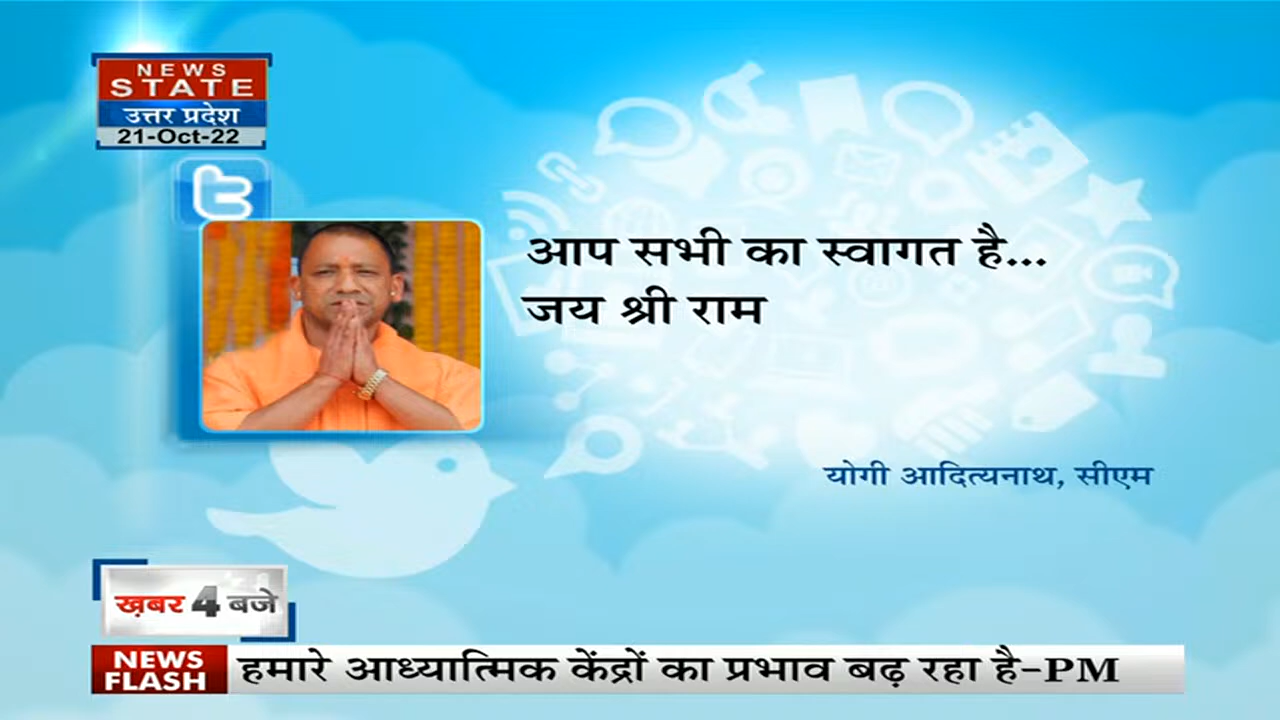 NEWS
STATE
उत्तर प्रदेश
21-Oct-22
t
आप सभी का स्वागत है...
जय श्री राम
योगी आदित्यनाथ, सीएम
ख़बर 4 बजे
NEWS
FLASH
हमारे आध्यात्मिक केंद्रों का प्रभाव बढ़ रहा है-PM